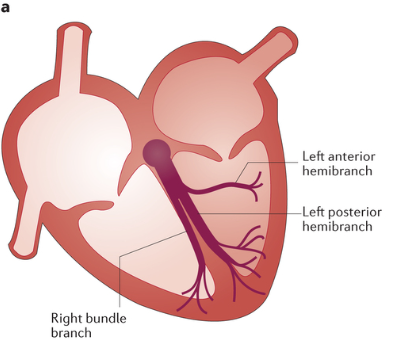 a
Left anterior
hemibranch
Left posterior
hemibranch
Right bundle
branch